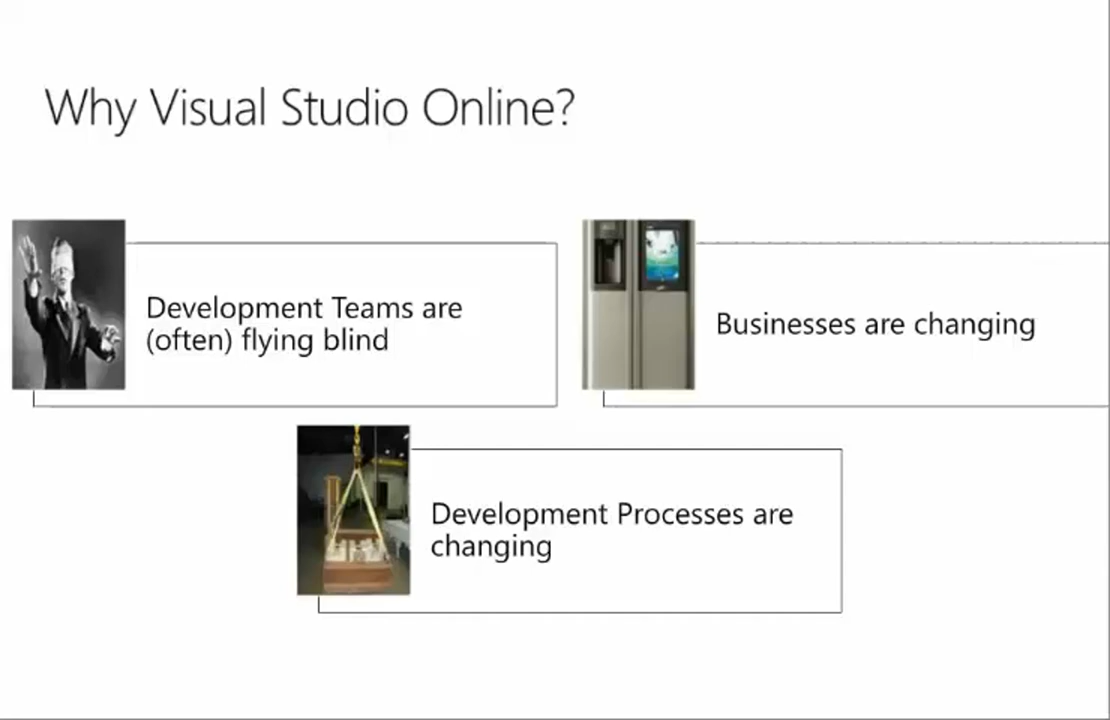 Why Visual Studio Online?
Development Teams are
(often) flying blind
Businesses are changing
Development Processes are
changing